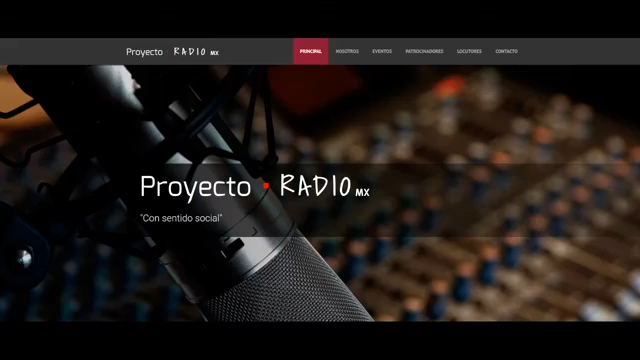 Proyecto RADIO MX
PRINCIPAL NOSOTROS EVENTOS PATROCINADORES LOCUTORES CONTACTO
Proyecto • RADIO MX
"Con sentido social"